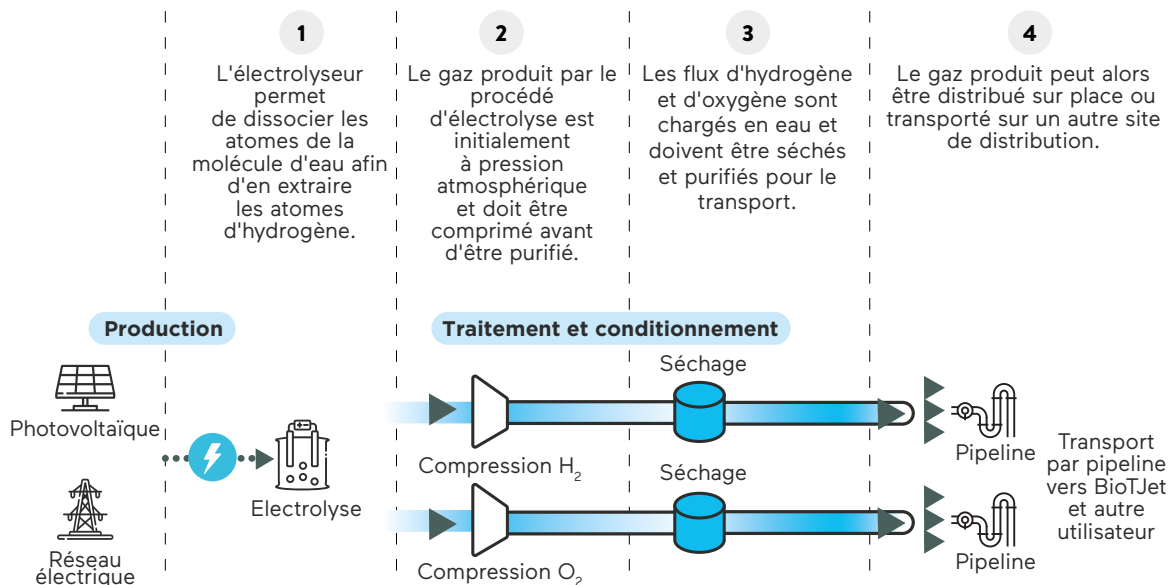 1
L'électrolyseur
permet
de dissocier les
atomes de la
molécule d'eau afin
d'en extraire
les atomes
d'hydrogène.
2
Le gaz produit par le
procédé
d'électrolyse est
initialement
à pression
atmosphérique
et doit être
comprimé avant
d'être purifié.
3
Les flux d'hydrogène
et d'oxygène sont
chargés en eau et
doivent être séchés
et purifiés pour le
transport.
4
Le gaz produit peut alors
être distribué sur place ou
transporté sur un autre site
de distribution.
Production
Traitement et conditionnement
Photovoltaïque
Réseau
électrique
Electrolyse
Compression H₂
Séchage
Pipeline
Compression O₂
Séchage
Pipeline
Transport
par pipeline
vers BioTJet
et autre
utilisateur